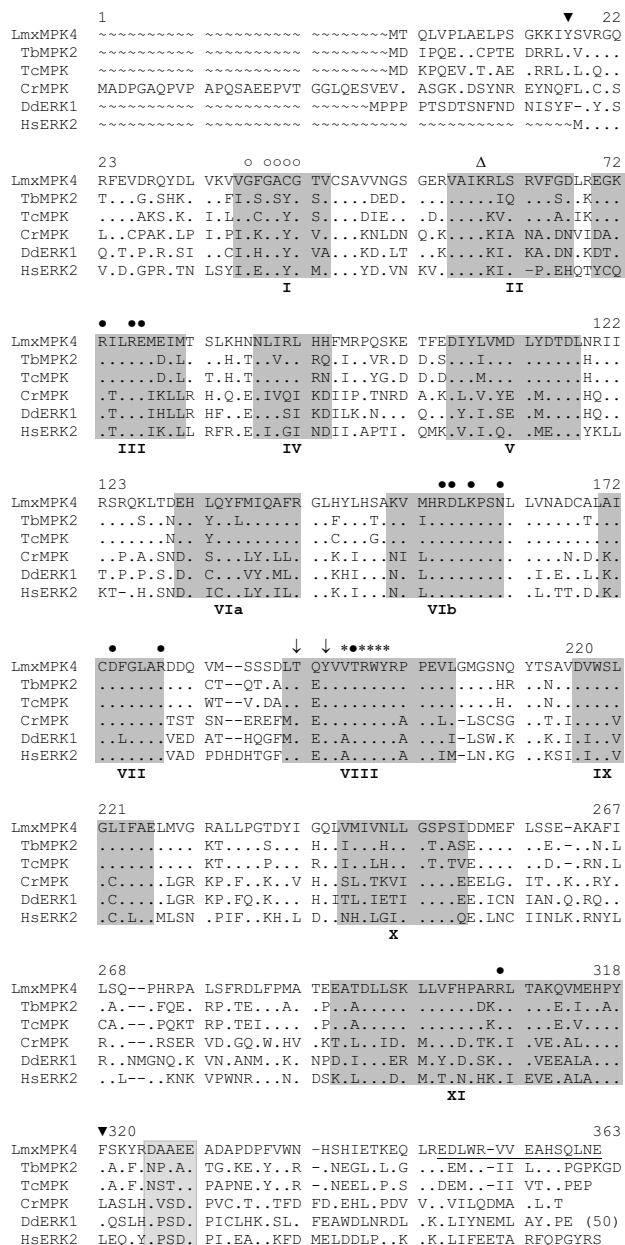 1 ▼ 22
LmxMPK4 ~~~~~~~~~~ ~~~~~~~~~~ ~~~~~~~~MT QLVPLAELPS GKKIYSVRGQ
TbMPK2 ~~~~~~~~~~ ~~~~~~~~~~ ~~~~~~~~MD IPQE..CPTE DRRL.V....
TcMPK ~~~~~~~~~~ ~~~~~~~~~~ ~~~~~~~~MD KPQEV.T.AE .RRL.L.Q..
CrMPK MADPGAQPVP APQSAEEPVT GGLQESVEV. ASGK.DSYNR EYNQFL.C.S
DdERK1 ~~~~~~~~~~ ~~~~~~~~~~ ~~~~~~MPPP PTSDTSNFND NISYF-.Y.S
HsERK2 ~~~~~~~~~~ ~~~~~~~~~~ ~~~~~~~~~~ ~~~~~~~~~~ ~~~~~M....
23 ○ ○○○○ Δ 72
LmxMPK4 RFEVDRQYDL VKVVGFGACG TVCSAVVNGS GERVAIKRLS RVFGDLREGK
TbMPK2 T...G.SHK. ..FI.S.SY. S.....DED. .......IQ ...S......
TcMPK ....AKS.K. I..L..C..Y. S....DIE.. .D.....KV. ...A.IK...
CrMPK L..CPAK.LP I.PI.K..Y. V....KNLDN Q.K....KIA NA.DNVIDA.
DdERK1 Q.T.P.R.SI ..CI.H..Y. VA...KD.LT ..K....KI. KA.DN.KDT.
HsERK2 V.D.GPR.TN LSYI.E..Y. M....YD.VN KV.....KI. -P.EHQTYCQ
I II
● ●● 122
LmxMPK4 RILREMEIMT SLKHNNLIRL HHFMRPQSKE TFEDIYLVMD LYDTDLNRII
TbMPK2 ......D.L. ..H.T..V.. RQ.I..VR.D D.S...I... ......H...
TcMPK ......D.L. T.H.T..... RN.I..YG.D D.D...M... ......H...
CrMPK .T...IKLLR H.Q.E.IVQI KDIIP.TNRD A.K.L.V.YE .M....HQ..
DdERK1 .T...IHLLR HF..E...SI KDILK.N... Q...Y.I.SE M.....HQ..
HsERK2 .T...IKLLR FR.E.I.GI NDII.APTI. QMK.V.I.Q. .ME...YKLL
III IV V
123 ●● ● ● 172
LmxMPK4 RSRQKLTDEH LQYFMIQAFR GLHYLHSAKV MHRDLKPSNL LVNADCALAI
TbMPK2 ....S..N.. .Y..L..... ..F...T... I......... ......T...
TcMPK .......N.. .Y........ ..C...G... .......... ..........
CrMPK ..P.A.SND. .S...LY.LL. ..K.I...NI L......... ....N.D.K.
DdERK1 T.P.P.S.D. .C...VY.ML. ..KHI...N. L......... .I.E..L.K.
HsERK2 KT-.H.SND. IC..LY.IL. ..K.I...N. L......... .L.TT.D.K.
VIa VIb
● ● ↓ ↓ *●**** 220
LmxMPK4 CDFGLARDDQ VM--SSSDLT QYVVTRWYRP PEVLGMGSNQ YTSAVDVWSL
TbMPK2 .......... CT--QT.A.. E......... .......HR. ..N.......
TcMPK .......... WT--V.DA.. E......... .......... ..N.......
CrMPK .......TST SN--EREFM. E..A.....A ..L.-LSCSG ..T.I....V
DdERK1 ..L....VED AT--HQGFM. E..A.....A ..I.-LSW.K ...KI.I..V
HsERK2 .......VAD PDHDHTGF.. E..A.....A ..IM-LN.KG ..KSI.I..V
VII VIII IX
221 267
LmxMPK4 GLIFAELMVG RALLPGTDYI GQLVMIVNLL GSPSIDDMEF LSSE-AKAFI
TbMPK2 .......... KT....S... H..I...H.. .T.ASE.... ..E.-..N.L
TcMPK .......... KT....P... R..I..LH.. .T.TVE.... ..D.-.RN.L
CrMPK .C.....LGR KP.F..K..V H..SL.TKVI ....EEELG. IT..K..RY.
DdERK1 .C.....LGR KP.FQ.K.... H.ITL.IETI ....EE.ICN IAN.Q.RQ..
HsERK2 .C.L..MLSN .PIF..KH.L D..NH.LGI. ....QE.LNC IINLK.RNYL
X
268 ● 318
LmxMPK4 LSQ--PHRPA LSFRDLFPMA TEEATDLLSK LLVFHPARRL TAKQVMEHPY
TbMPK2 .A.--.FQE. RP.TE...A. .P..A..... ......DK.. ...E.I..A.
TcMPK CA.--PQKT RP.TEI.... .P..A..... .......K.. ...E.V....
CrMPK R..--.RSER VD.GQ.W.HV .KT.L..ID. M..D.TK.I. VE..LA...
DdERK1 R..NMGNQ.K VN.ANM..K. NPD.I...ER M.Y.D.SK.. .VEEALA...
HsERK2 ..L--.KNK VPWNR...N. DSK.L...D. M.T.NHK.I EVE.ALA...
XI
▼320 363
LmxMPK4 FSKYRDAAEE ADAPDPFVWN -HSHIETKEQ LREDLWR-VV EAHSQLNE
TbMPK2 .A.F.NP.A. TG.KE.Y..R -.NEGL.L.G ...EM...-II L...PGPKGD
TcMPK .A.F.NST.. PAPNE.Y..R -.NEEL.P.S ..DEM...-II VT..PEP
CrMPK LASLH.VSD. PVC.T..TFD FD.EHL.PDV ..V...ILQDMA .L.T
DdERK1 .QSLH.PSD. PICLHK.SL. FEAWDLNRDL ..K.L.IYNEML AY.PE (50)
HsERK2 LEQ.Y.PSD. PI.EA..KFD MELDDLP..K ..K.LIFEETA RFQPGYRS